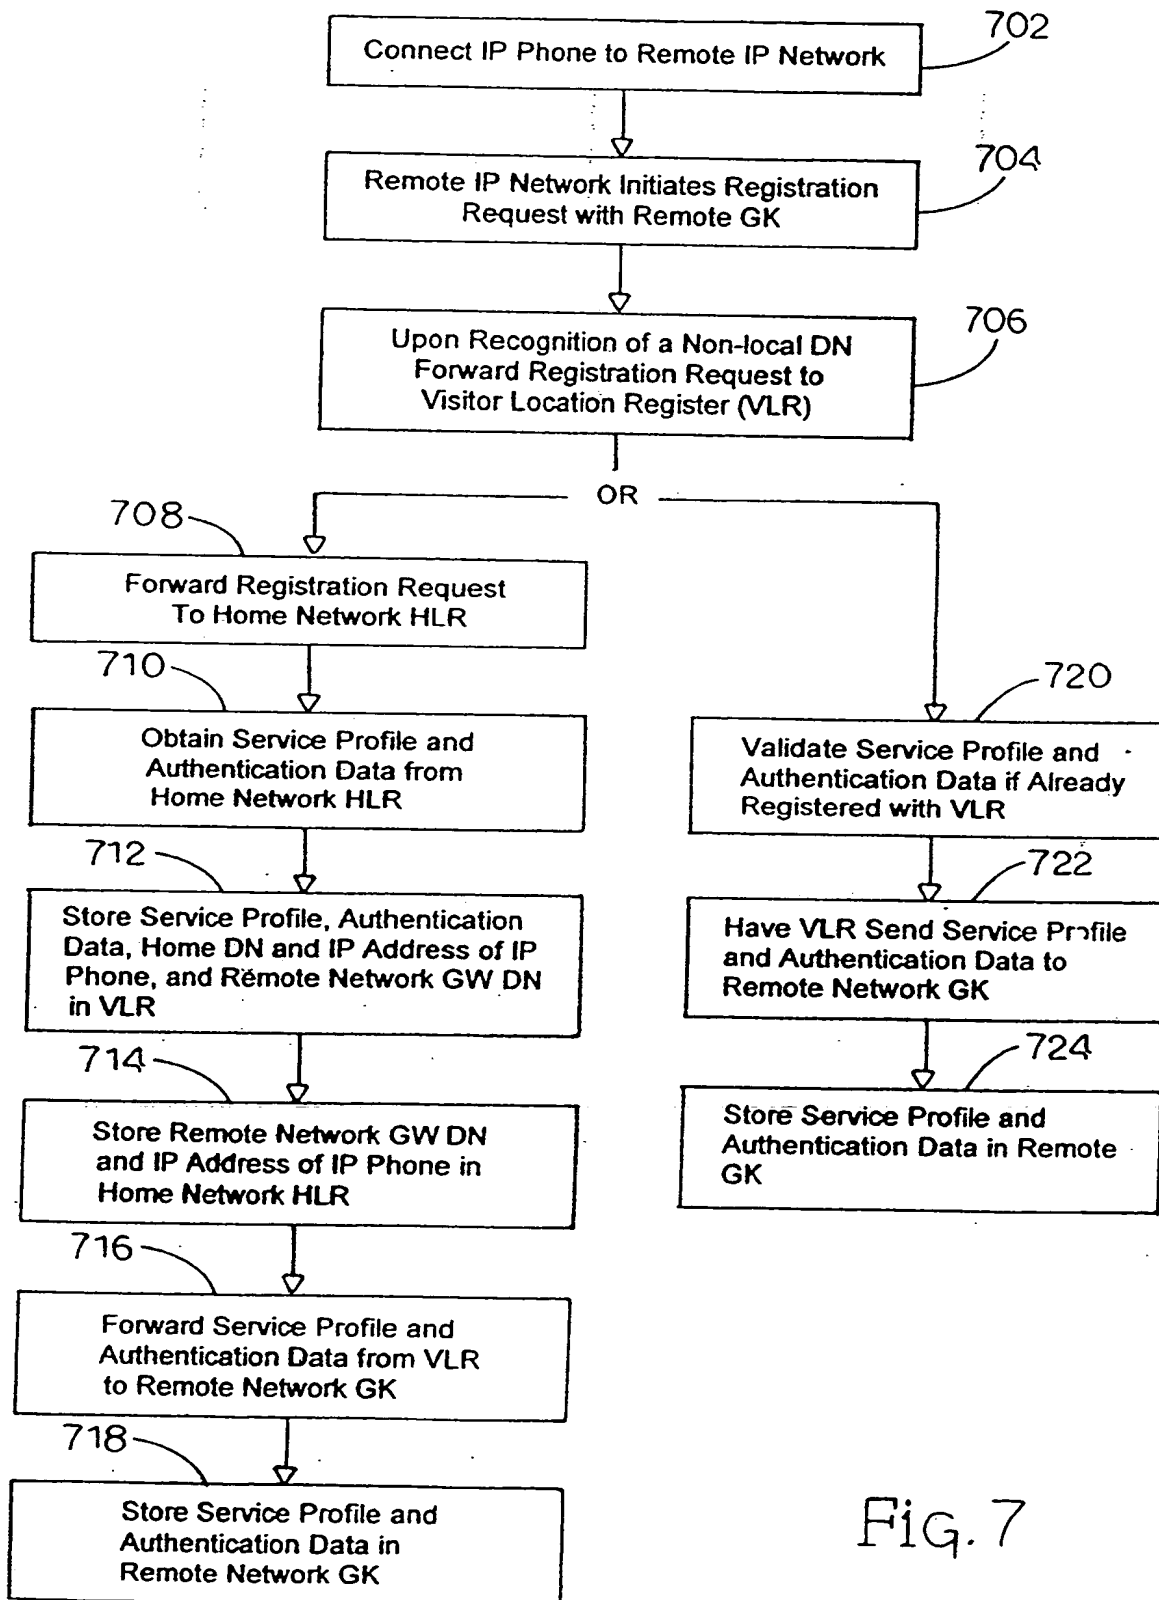 702
Connect IP Phone to Remote IP Network
704
Remote IP Network Initiates Registration
Request with Remote GK
706
Upon Recognition of a Non-local DN
Forward Registration Request to
Visitor Location Register (VLR)
OR
708
Forward Registration Request
To Home Network HLR
710
Obtain Service Profile and
Authentication Data from
Home Network HLR
712
Store Service Profile, Authentication
Data, Home DN and IP Address of IP
Phone, and Remote Network GW DN
in VLR
714
Store Remote Network GW DN
and IP Address of IP Phone in
Home Network HLR
716
Forward Service Profile and
Authentication Data from VLR
to Remote Network GK
718
Store Service Profile and
Authentication Data in
Remote Network GK
720
Validate Service Profile and
Authentication Data if Already
Registered with VLR
722
Have VLR Send Service Profile
and Authentication Data to
Remote Network GK
724
Store Service Profile and
Authentication Data in Remote
GK
Fig. 7